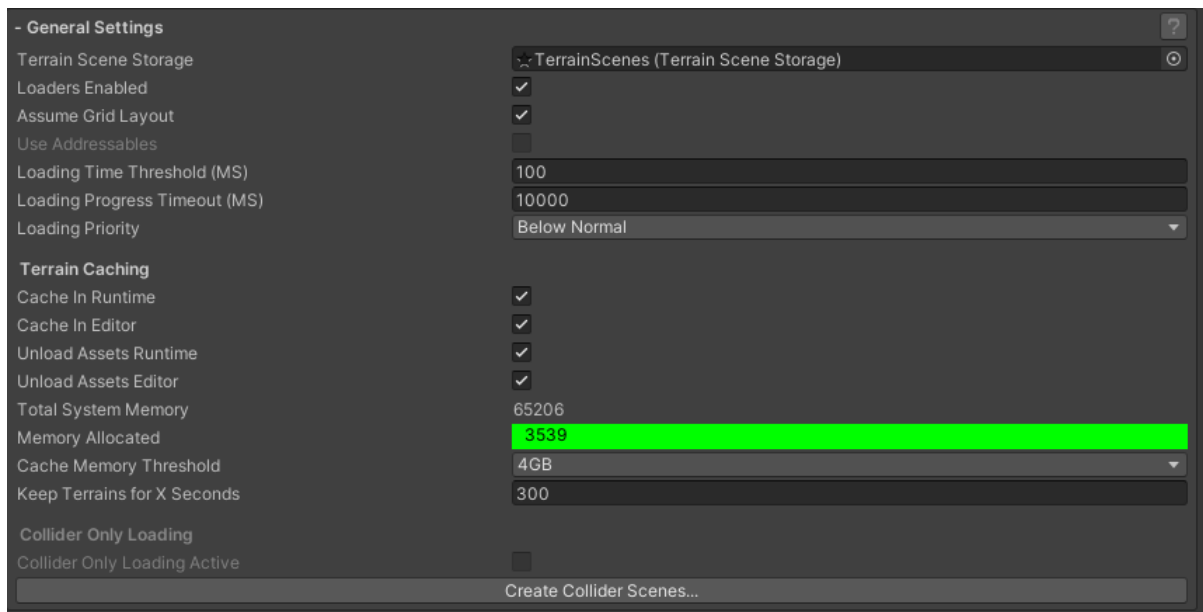 - General Settings
?
Terrain Scene Storage TerrainScenes (Terrain Scene Storage)
Loaders Enabled
Assume Grid Layout
Use Addressables
Loading Time Threshold (MS) 100
Loading Progress Timeout (MS) 10000
Loading Priority Below Normal
Terrain Caching
Cache In Runtime
Cache In Editor
Unload Assets Runtime
Unload Assets Editor
Total System Memory 65206
Memory Allocated 3539
Cache Memory Threshold 4GB
Keep Terrains for X Seconds 300
Collider Only Loading
Collider Only Loading Active
Create Collider Scenes...